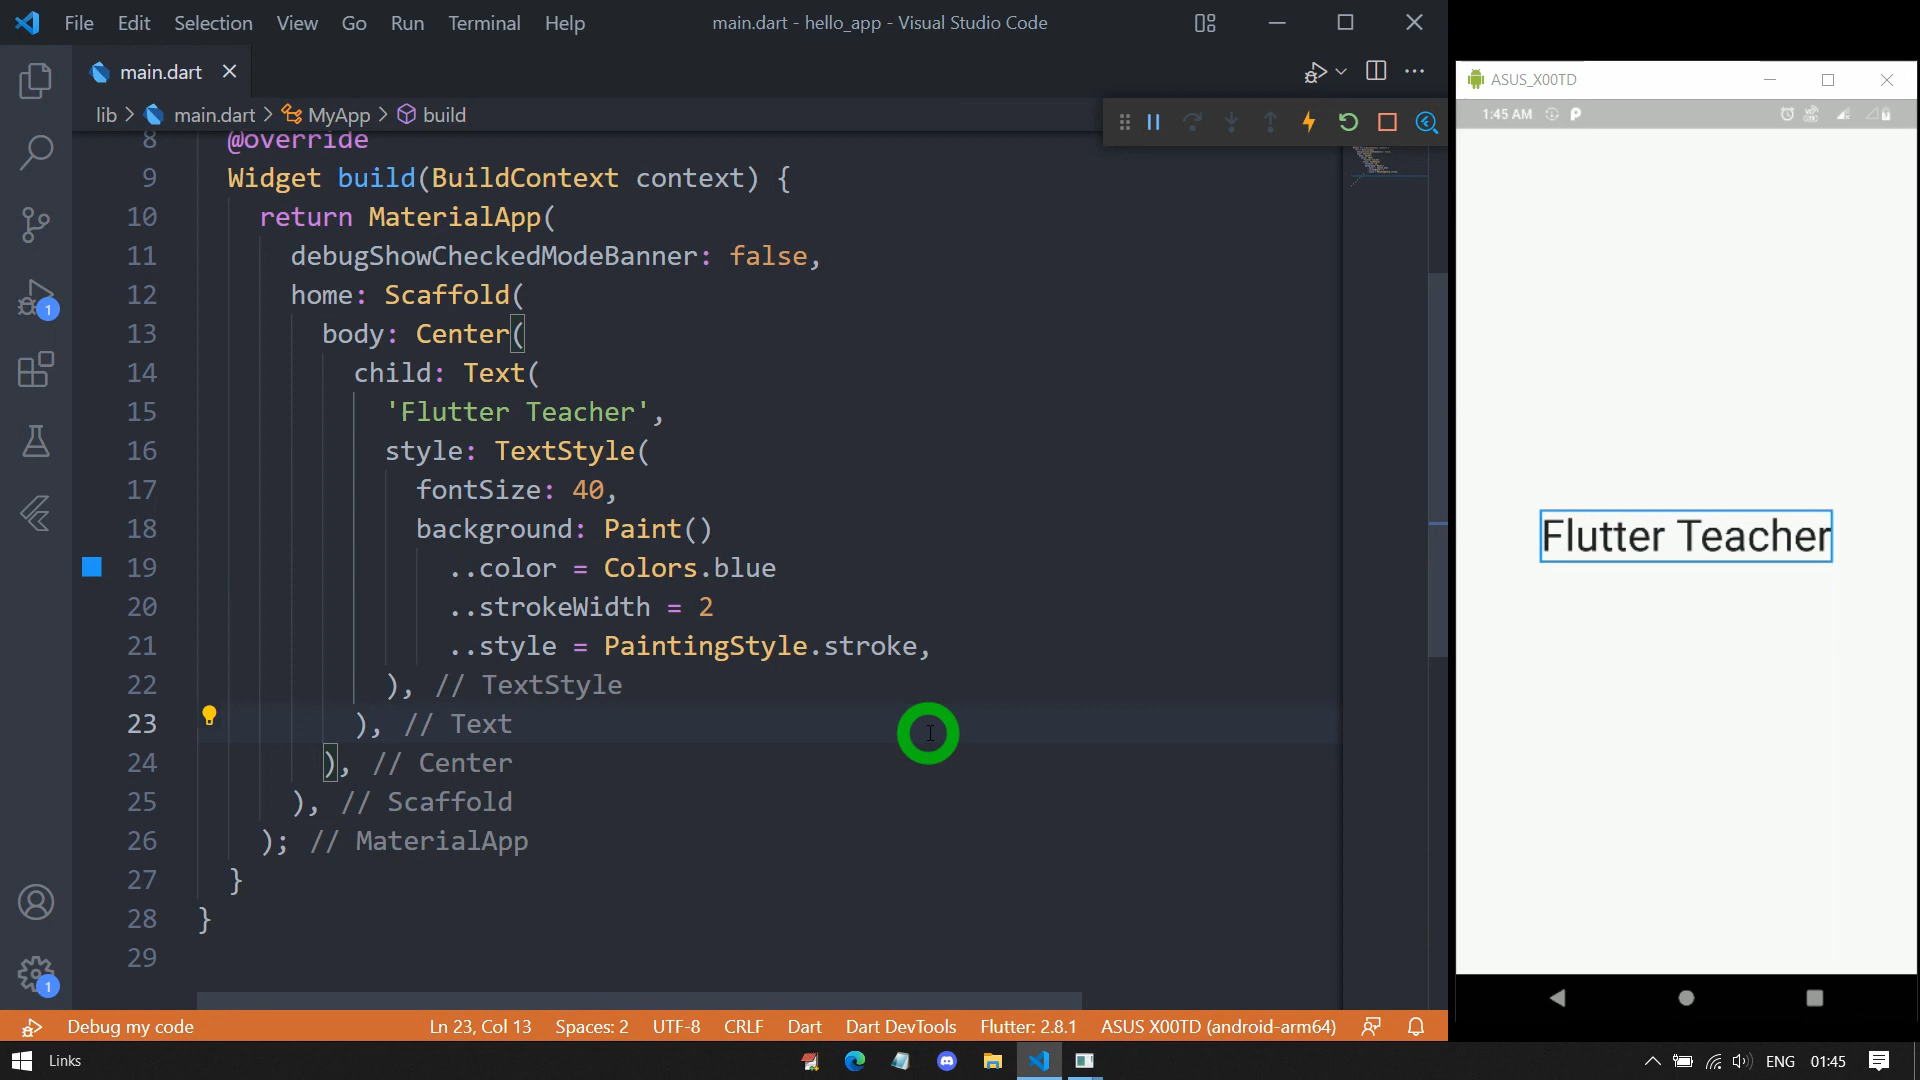 File Edit Selection View Go Run Terminal Help
main.dart - hello_app - Visual Studio Code
main.dart
lib > main.dart > MyApp > build
8 @override
9 Widget build(BuildContext context) {
10 return MaterialApp(
11 debugShowCheckedModeBanner: false,
12 home: Scaffold(
13 body: Center(
14 child: Text(
15 'Flutter Teacher',
16 style: TextStyle(
17 fontSize: 40,
18 background: Paint()
19 ..color = Colors.blue
20 ..strokeWidth = 2
21 ..style = PaintingStyle.stroke,
22 ), // TextStyle
23 ), // Text
24 ), // Center
25 ), // Scaffold
26 ); // MaterialApp
27 }
28 }
29
1
1
Debug my code
Ln 23, Col 13 Spaces: 2 UTF-8 CRLF Dart Dart DevTools Flutter: 2.8.1 ASUS X00TD (android-arm64)
ASUS_X00TD
1:45 AM
Flutter Teacher
Links
ENG 01:45